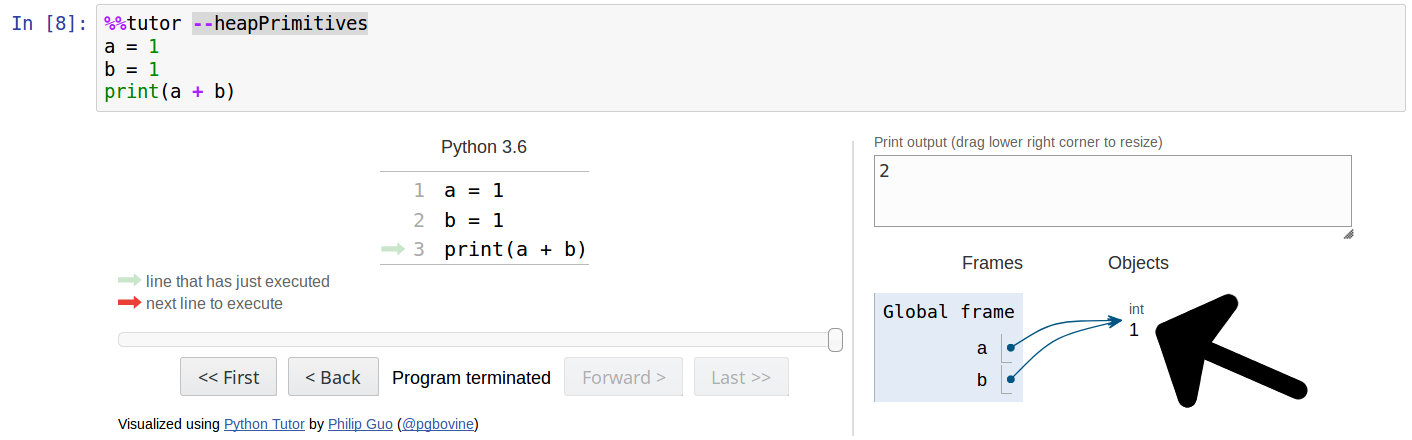 In [8]: %%tutor --heapPrimitives
a = 1
b = 1
print(a + b)
Python 3.6
1 a = 1
2 b = 1
3 print(a + b)
line that has just executed
next line to execute
<< First < Back Program terminated Forward > Last >>
Visualized using Python Tutor by Philip Guo (@pgbovine)
Print output (drag lower right corner to resize)
2
Frames Objects
Global frame
a
b
int
1